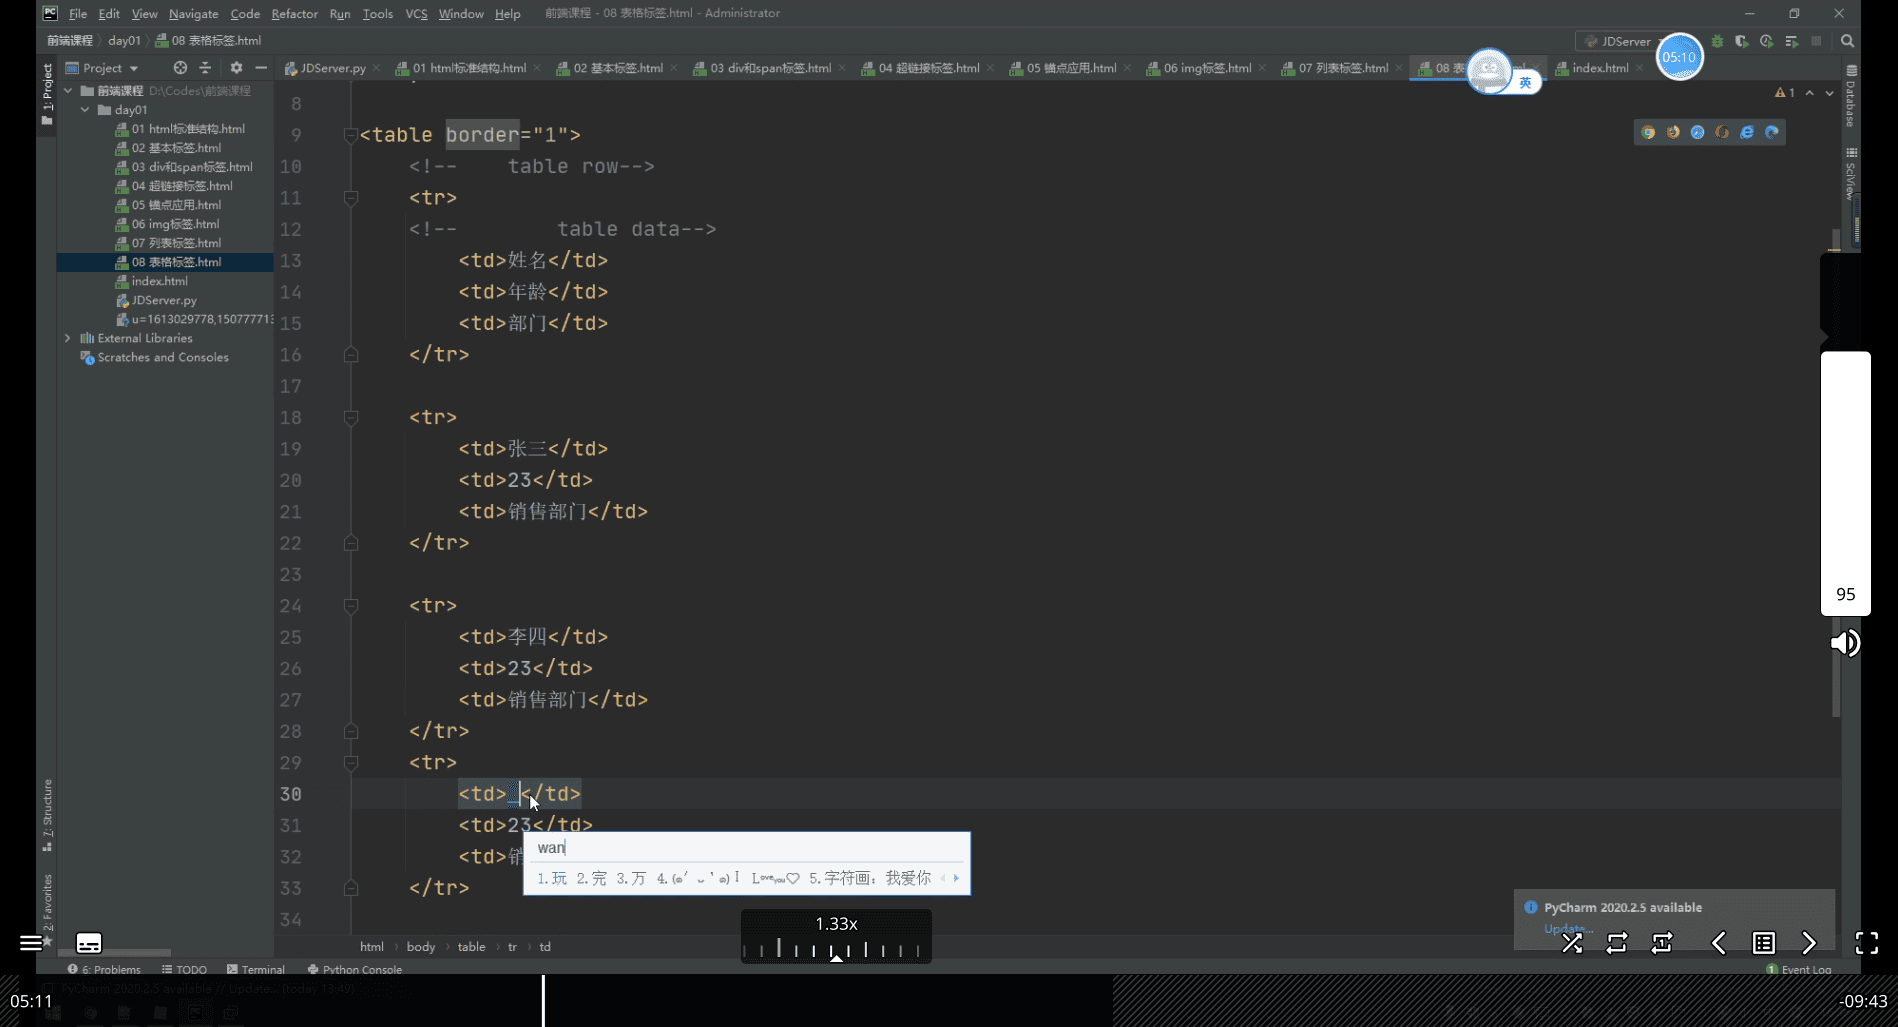 File Edit View Navigate Code Refactor Run Tools VCS Window Help 前端课程 - 08 表格标签.html - Administrator
前端课程 day01 08 表格标签.html JDServer 05:10
Project JDServer.py 01 html标准结构.html 02 基本标签.html 03 div和span标签.html 04 超链接标签.html 05 锚点应用.html 06 img标签.html 07 列表标签.html 08 表 英 index.html
1: Project
Database
SciView
前端课程 D:\Codes\前端课程
day01
01 html标准结构.html
02 基本标签.html
03 div和span标签.html
04 超链接标签.html
05 锚点应用.html
06 img标签.html
07 列表标签.html
08 表格标签.html
index.html
JDServer.py
u=1613029778,150777713
External Libraries
Scratches and Consoles
7: Structure
2: Favorites
1
8
9 <table border="1">
10 <!-- table row-->
11 <tr>
12 <!-- table data-->
13 <td>姓名</td>
14 <td>年龄</td>
15 <td>部门</td>
16 </tr>
17
18 <tr>
19 <td>张三</td>
20 <td>23</td>
21 <td>销售部门</td>
22 </tr>
23
24 <tr>
25 <td>李四</td>
26 <td>23</td>
27 <td>销售部门</td>
28 </tr>
29 <tr>
30 <td> </td>
31 <td>23</td>
32 <td>销
33 </tr>
34
wan
1.玩 2.完 3.万 4. Love you♡ 5.字符画：我爱你
95
1.33x
PyCharm 2020.2.5 available
Update...
html body table tr td
6: Problems TODO Terminal Python Console 1 Event Log
PyCharm 2020.2.5 available // Update... (today 13:49)
05:11 -09:43